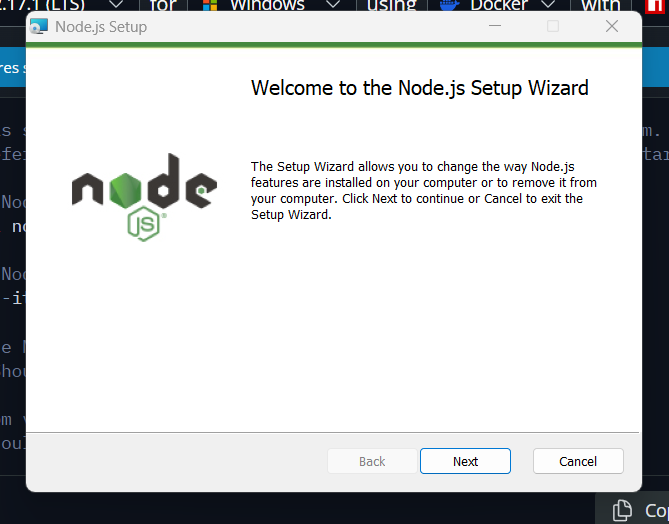 .17.1 (LTS) for Windows using Docker with
Node.js Setup
res s
Welcome to the Node.js Setup Wizard
The Setup Wizard allows you to change the way Node.js
features are installed on your computer or to remove it from
your computer. Click Next to continue or Cancel to exit the
Setup Wizard.
node
JS
Back Next Cancel